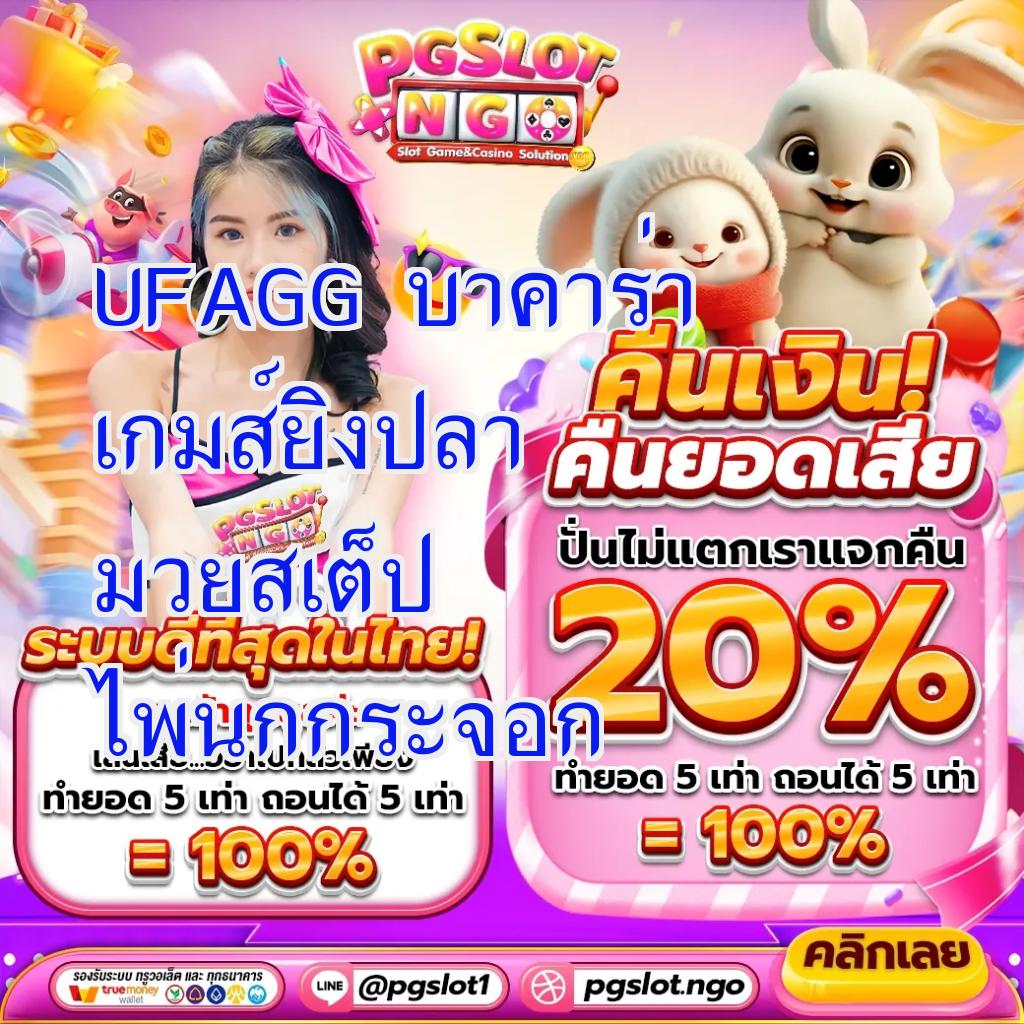 PGSLOT
NGO
Slot Game&Casino Solution
UFAGG บาคาร่า
เกมส์ยิงปลา
มวยสเต็ป
ไพ่นกกระจอก
PGSLOT
NGO
คืนเงิน!
คืนยอดเสีย
ปั่นไม่แตกเราแจกคืน
20%
ทำยอด 5 เท่า ถอนได้ 5 เท่า
= 100%
ระบบดีที่สุดในไทย!
ทำยอด 5 เท่า ถอนได้ 5 เท่า
= 100%
คลิกเลย
รองรับระบบ ทรูวอเล็ต และ ทุกธนาคาร
truemoney
wallet
LINE @pgslot1
pgslot.ngo